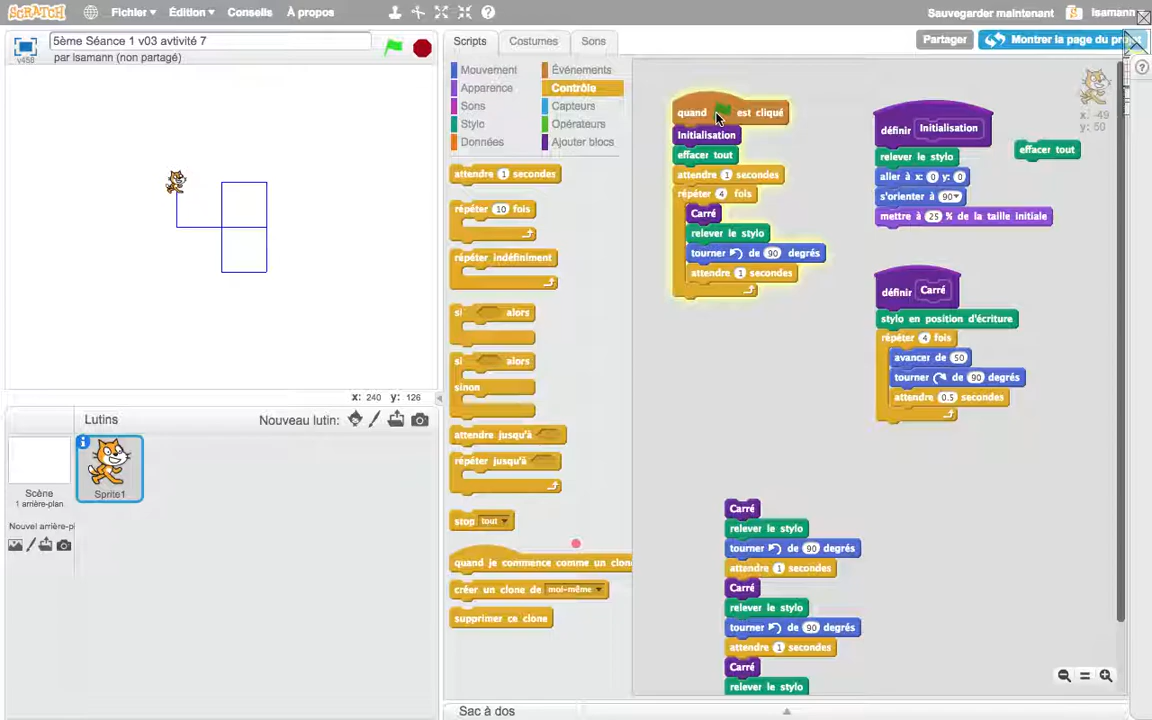 SCRATCH
Fichier
Édition
Conseils
À propos
Sauvegarder maintenant
lsamann
5ème Séance 1 v03 avtivité 7
par lsamann (non partagé)
v458
Scripts
Costumes
Sons
Partager
Montrer la page du
Mouvement
Apparence
Sons
Stylo
Données
Événements
Contrôle
Capteurs
Opérateurs
Ajouter blocs
attendre 1 secondes
répéter 10 fois
répéter indéfiniment
si alors
si alors
sinon
attendre jusqu'à
répéter jusqu'à
stop tout
quand je commence comme un clone
créer un clone de moi-même
supprimer ce clone
quand est cliqué
Initialisation
effacer tout
attendre 1 secondes
répéter 4 fois
Carré
relever le stylo
tourner de 90 degrés
attendre 1 secondes
définir Initialisation
relever le stylo
aller à x: 0 y: 0
s'orienter à 90
mettre à 25 % de la taille initiale
effacer tout
x: -49
y: 50
définir Carré
stylo en position d'écriture
répéter 4 fois
avancer de 50
tourner de 90 degrés
attendre 0.5 secondes
Carré
relever le stylo
tourner de 90 degrés
attendre 1 secondes
Carré
relever le stylo
tourner de 90 degrés
attendre 1 secondes
Carré
relever le stylo
x: 240 y: 126
Lutins
Nouveau lutin:
Scène
1 arrière-plan
Sprite1
Nouvel arrière-pl
Sac à dos